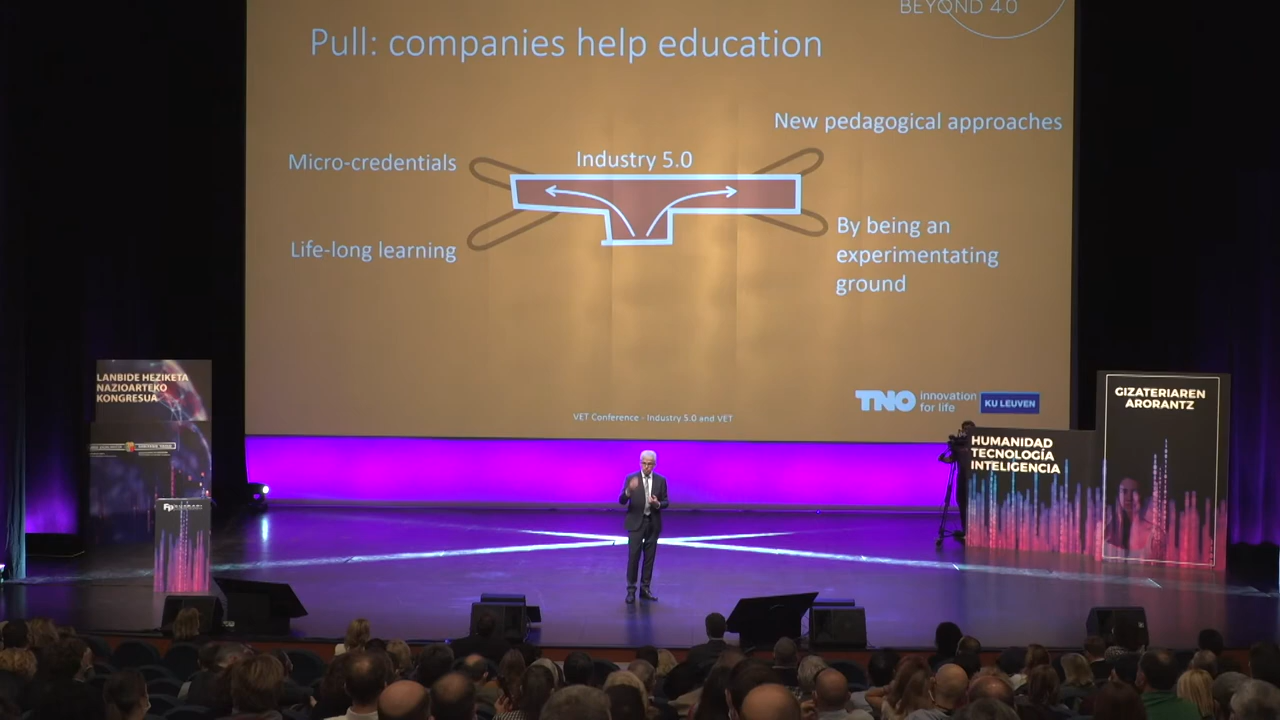 BEYOND 4.0
Pull: companies help education
New pedagogical approaches
Micro-credentials
Industry 5.0
Life-long learning
By being an
experimentating
ground
TNO innovation
for life
KU LEUVEN
VET Conference - Industry 5.0 and VET
LANBIDE HEZIKETA
NAZIOARTEKO
KONGRESUA
GIZATERIAREN
ARORANTZ
HUMANIDAD
TECNOLOGÍA
INTELIGENCIA